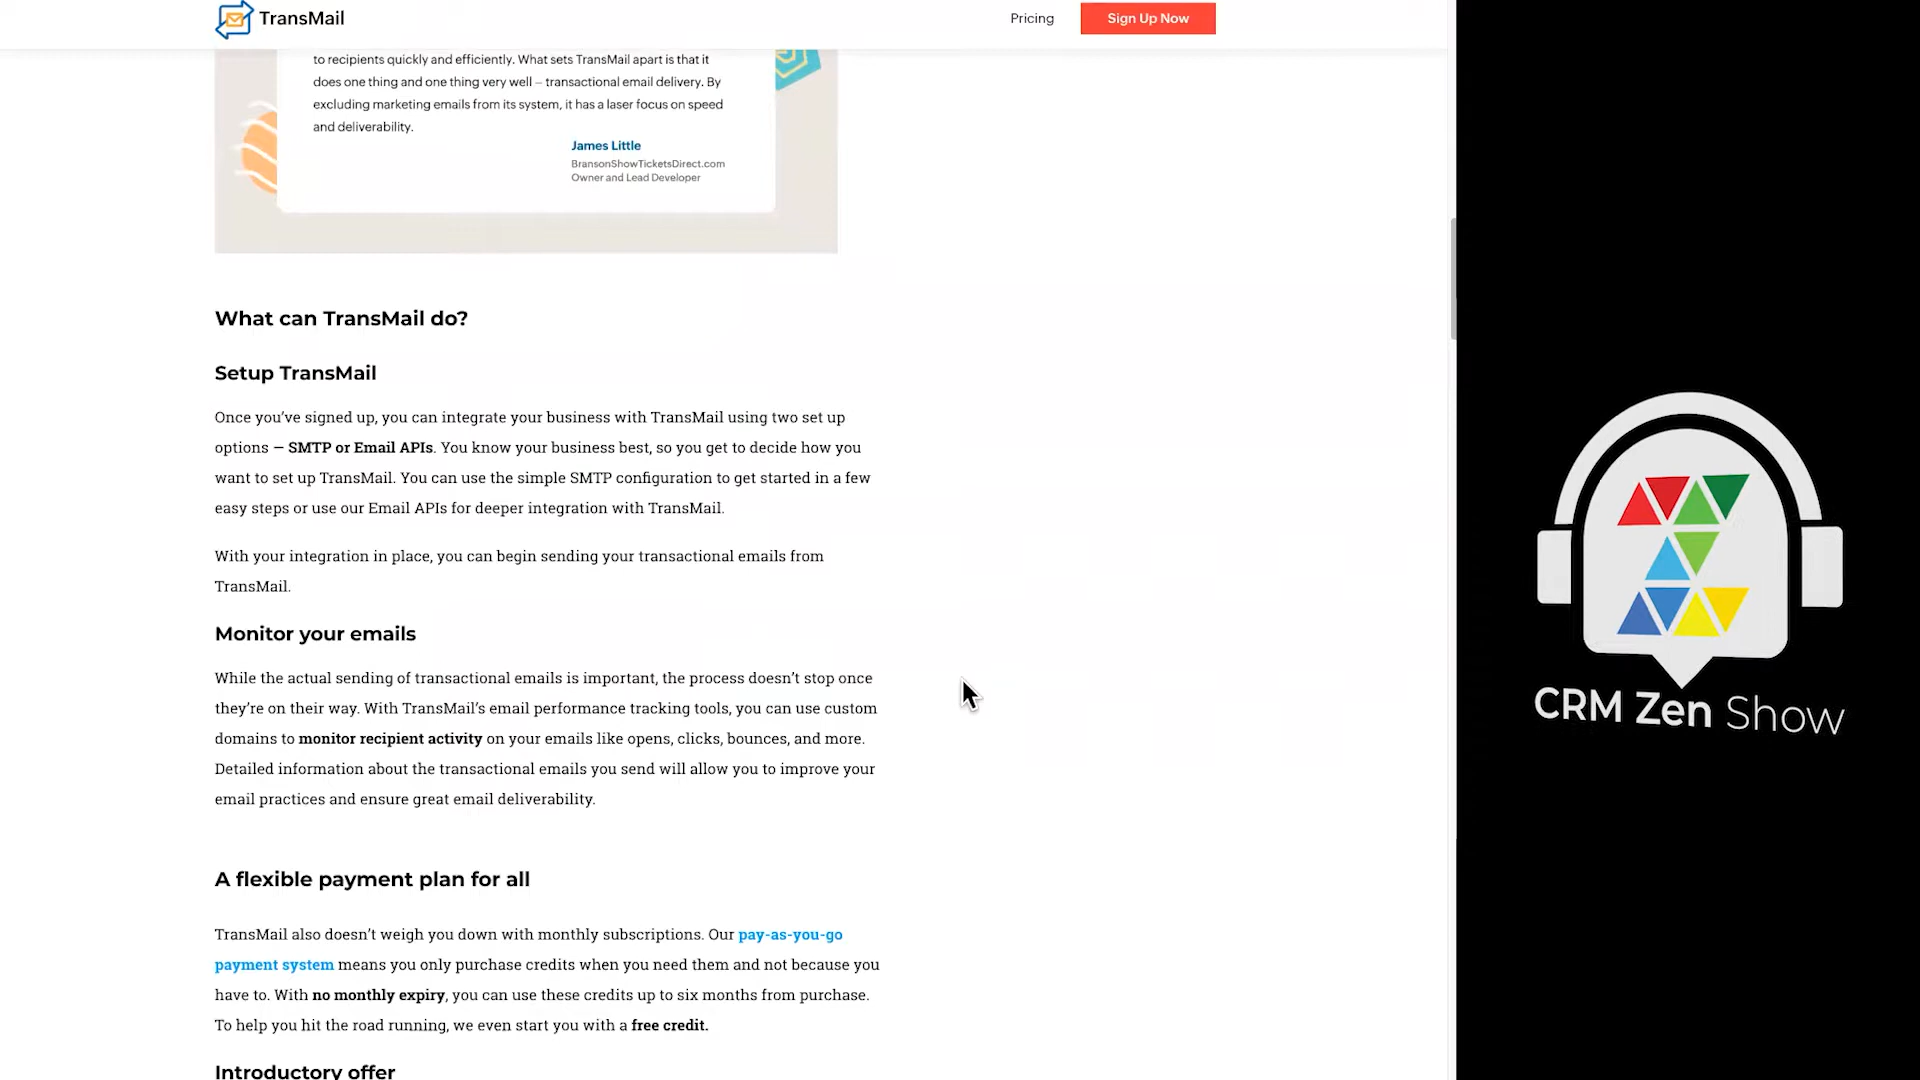 TransMail
Pricing
Sign Up Now
to recipients quickly and efficiently. What sets TransMail apart is that it
does one thing and one thing very well – transactional email delivery. By
excluding marketing emails from its system, it has a laser focus on speed
and deliverability.
James Little
BransonShowTicketsDirect.com
Owner and Lead Developer
What can TransMail do?
Setup TransMail
Once you’ve signed up, you can integrate your business with TransMail using two set up
options — SMTP or Email APIs. You know your business best, so you get to decide how you
want to set up TransMail. You can use the simple SMTP configuration to get started in a few
easy steps or use our Email APIs for deeper integration with TransMail.
With your integration in place, you can begin sending your transactional emails from
TransMail.
Monitor your emails
While the actual sending of transactional emails is important, the process doesn’t stop once
they’re on their way. With TransMail’s email performance tracking tools, you can use custom
domains to monitor recipient activity on your emails like opens, clicks, bounces, and more.
Detailed information about the transactional emails you send will allow you to improve your
email practices and ensure great email deliverability.
A flexible payment plan for all
TransMail also doesn’t weigh you down with monthly subscriptions. Our pay-as-you-go
payment system means you only purchase credits when you need them and not because you
have to. With no monthly expiry, you can use these credits up to six months from purchase.
To help you hit the road running, we even start you with a free credit.
Introductory offer
CRM Zen Show